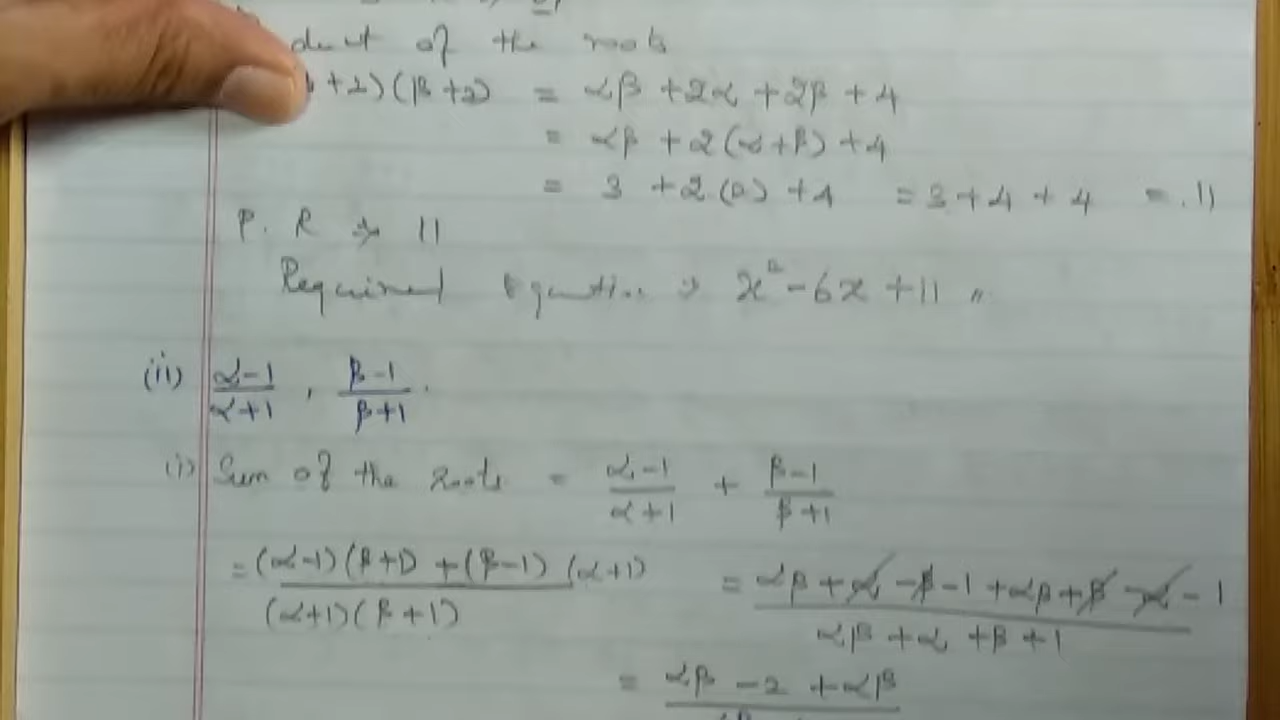 duct of the roots
+2)(β+2) = αβ +2α +2β +4
= αβ +2(α+β) +4
= 3 +2(2) +4 = 3+4+4 = 11
P. R ⇒ 11
Required Equation ⇒ x² -6x +11 〃
(ii) α-1/α+1 , β-1/β+1 .
(i) Sum of the roots = α-1/α+1 + β-1/β+1
= (α-1)(β+1) +(β-1)(α+1)/(α+1)(β+1) = αβ +α -β -1 +αβ +β -α -1/αβ +α +β +1
= αβ -2 +αβ